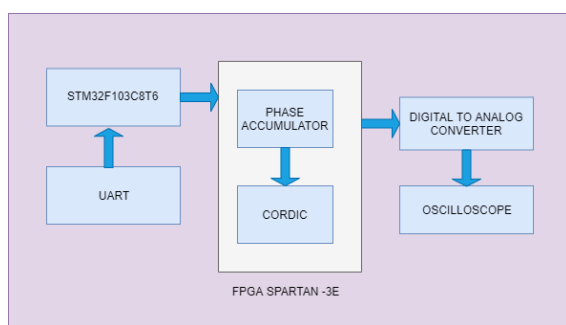 STM32F103C8T6
UART
PHASE
ACCUMULATOR
CORDIC
FPGA SPARTAN -3E
DIGITAL TO ANALOG
CONVERTER
OSCILLOSCOPE